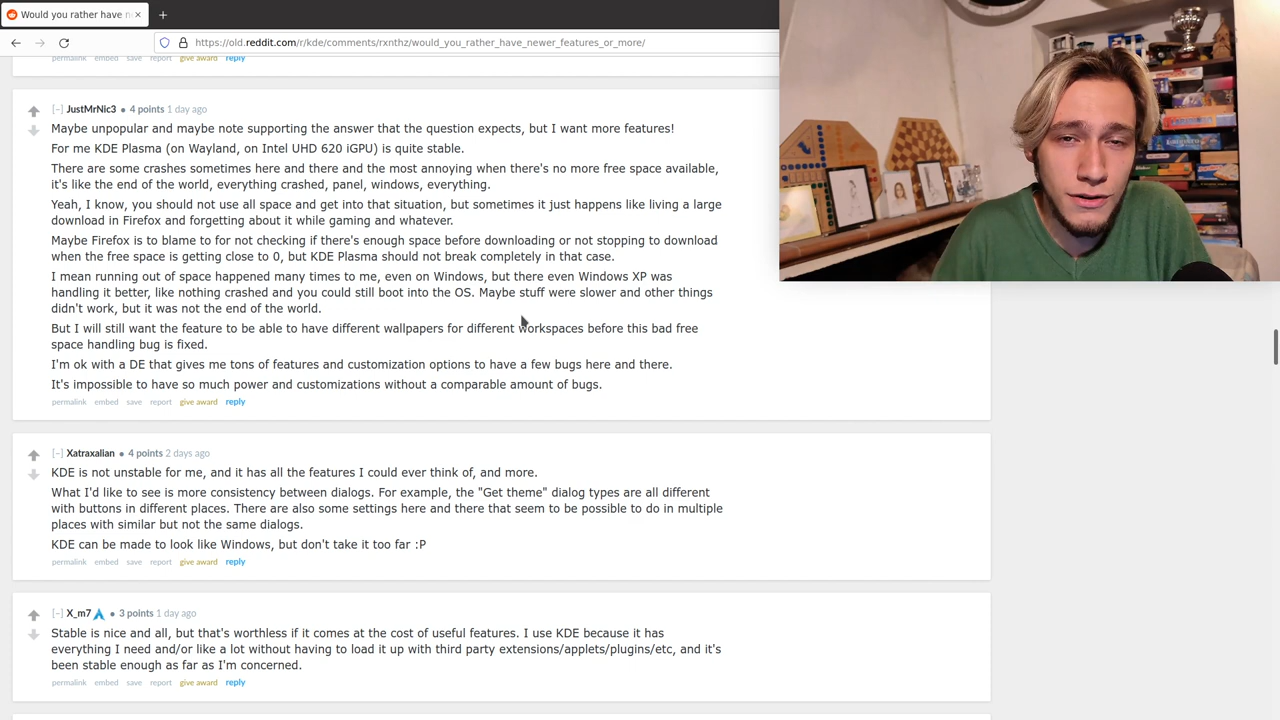 Would you rather have n
https://old.reddit.com/r/kde/comments/rxnthz/would_you_rather_have_newer_features_or_more/
permalink embed save report give award reply
[–] JustMrNic3 • 4 points 1 day ago
Maybe unpopular and maybe note supporting the answer that the question expects, but I want more features!
For me KDE Plasma (on Wayland, on Intel UHD 620 iGPU) is quite stable.
There are some crashes sometimes here and there and the most annoying when there's no more free space available,
it's like the end of the world, everything crashed, panel, windows, everything.
Yeah, I know, you should not use all space and get into that situation, but sometimes it just happens like living a large
download in Firefox and forgetting about it while gaming and whatever.
Maybe Firefox is to blame to for not checking if there's enough space before downloading or not stopping to download
when the free space is getting close to 0, but KDE Plasma should not break completely in that case.
I mean running out of space happened many times to me, even on Windows, but there even Windows XP was
handling it better, like nothing crashed and you could still boot into the OS. Maybe stuff were slower and other things
didn't work, but it was not the end of the world.
But I will still want the feature to be able to have different wallpapers for different workspaces before this bad free
space handling bug is fixed.
I'm ok with a DE that gives me tons of features and customization options to have a few bugs here and there.
It's impossible to have so much power and customizations without a comparable amount of bugs.
permalink embed save report give award reply
[–] Xatraxalian • 4 points 2 days ago
KDE is not unstable for me, and it has all the features I could ever think of, and more.
What I'd like to see is more consistency between dialogs. For example, the "Get theme" dialog types are all different
with buttons in different places. There are also some settings here and there that seem to be possible to do in multiple
places with similar but not the same dialogs.
KDE can be made to look like Windows, but don't take it too far :P
permalink embed save report give award reply
[–] X_m7 • 3 points 1 day ago
Stable is nice and all, but that's worthless if it comes at the cost of useful features. I use KDE because it has
everything I need and/or like a lot without having to load it up with third party extensions/applets/plugins/etc, and it's
been stable enough as far as I'm concerned.
permalink embed save report give award reply